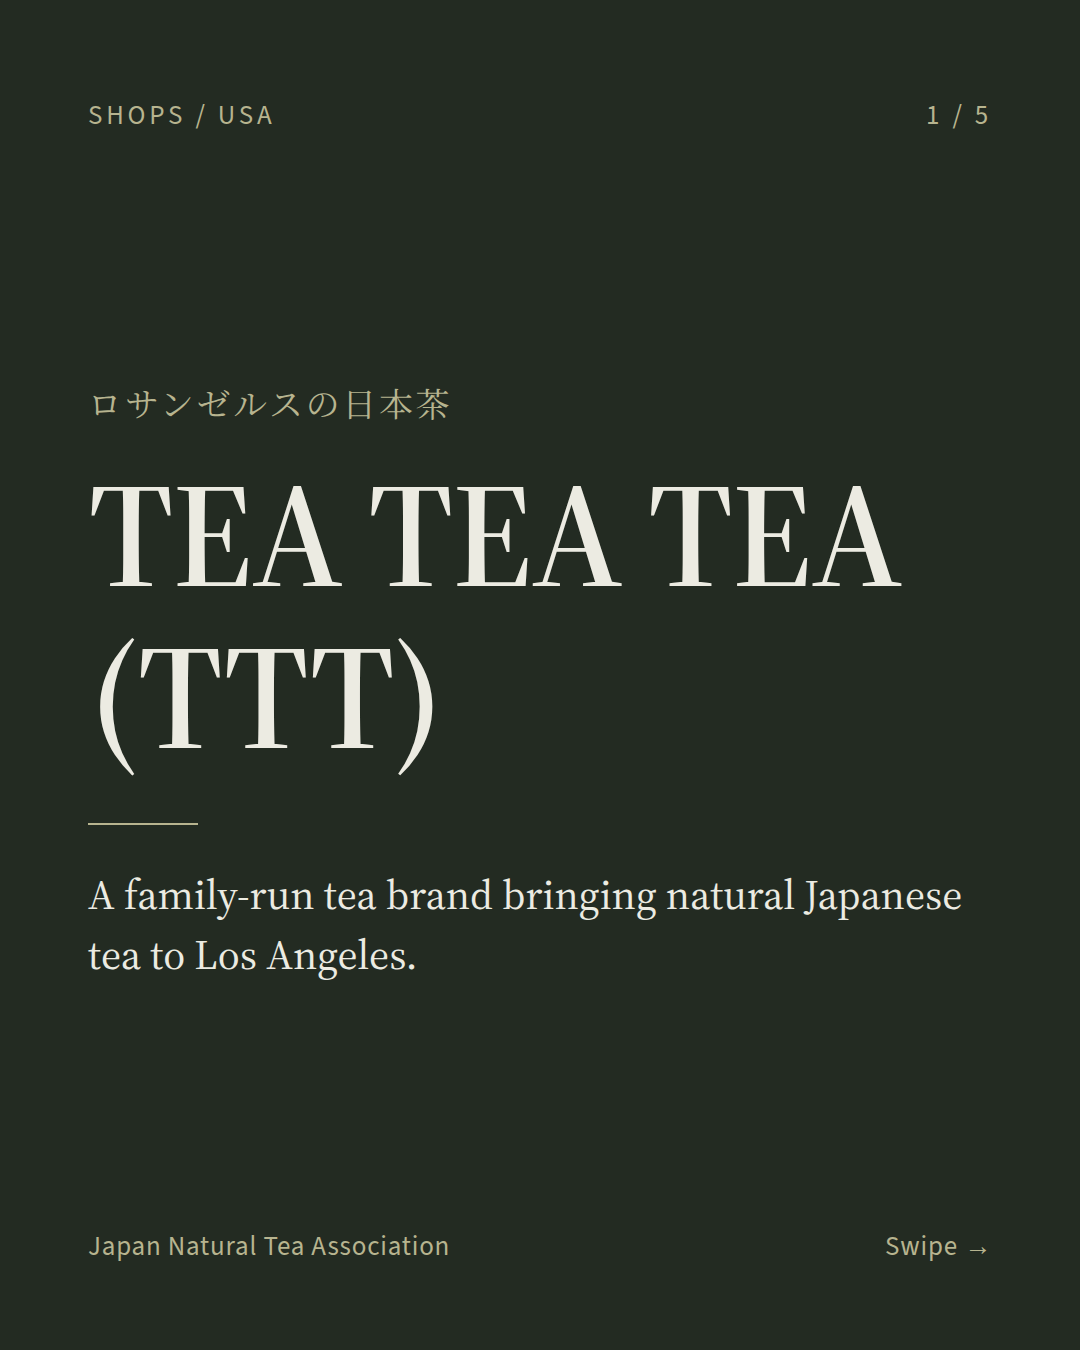 SHOPS / USA
1 / 5
ロサンゼルスの日本茶
TEA TEA TEA
(TTT)
A family-run tea brand bringing natural Japanese
tea to Los Angeles.
Japan Natural Tea Association
Swipe →